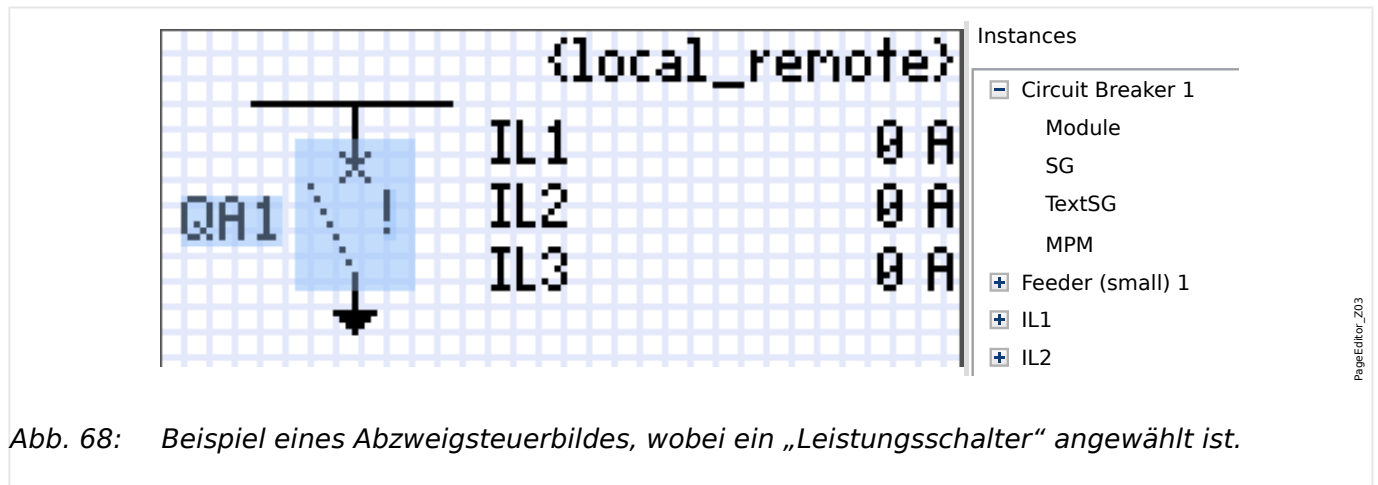 {local_remote}
IL1 0 A
QA1 ! IL2 0 A
IL3 0 A
Instances
Circuit Breaker 1
Module
SG
TextSG
MPM
Feeder (small) 1
IL1
IL2
PageEditor_Z03
Abb. 68: Beispiel eines Abzweigsteuerbildes, wobei ein „Leistungsschalter“ angewählt ist.